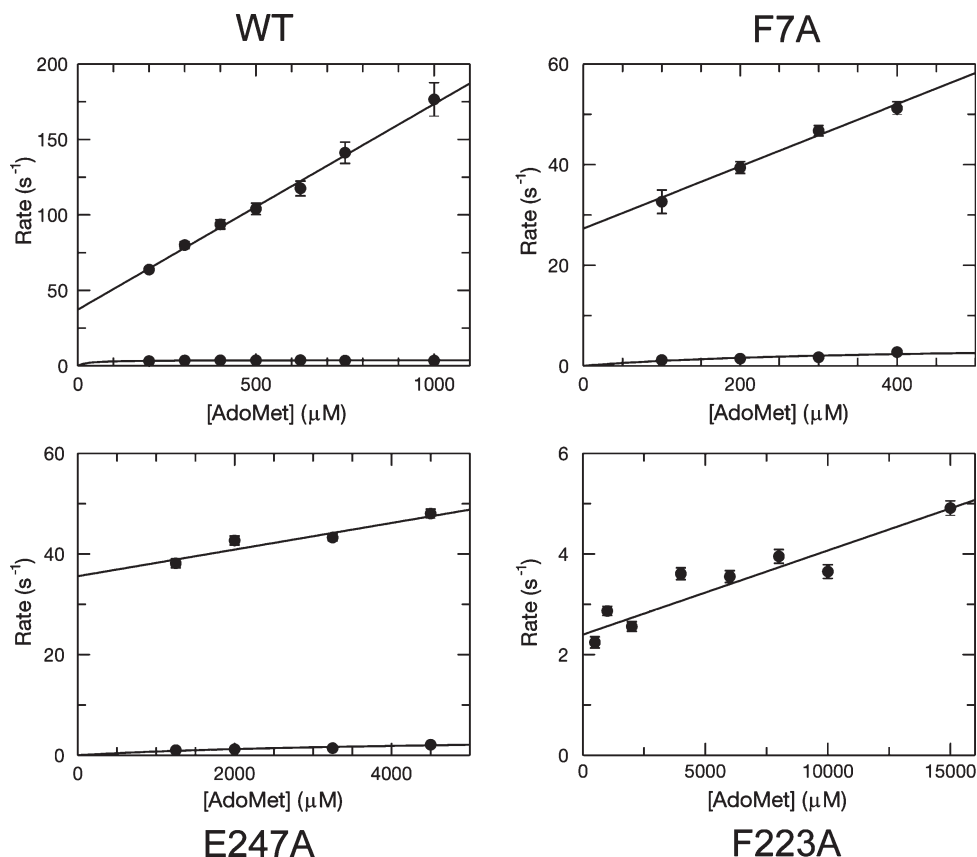 WT
F7A
200
150
100
50
0
Rate (s-1)
0 500 1000
[AdoMet] (μM)
60
40
20
0
Rate (s-1)
0 200 400
[AdoMet] (μM)
60
40
20
0
Rate (s-1)
0 2000 4000
[AdoMet] (μM)
E247A
6
4
2
0
Rate (s-1)
0 5000 10000 15000
[AdoMet] (μM)
F223A